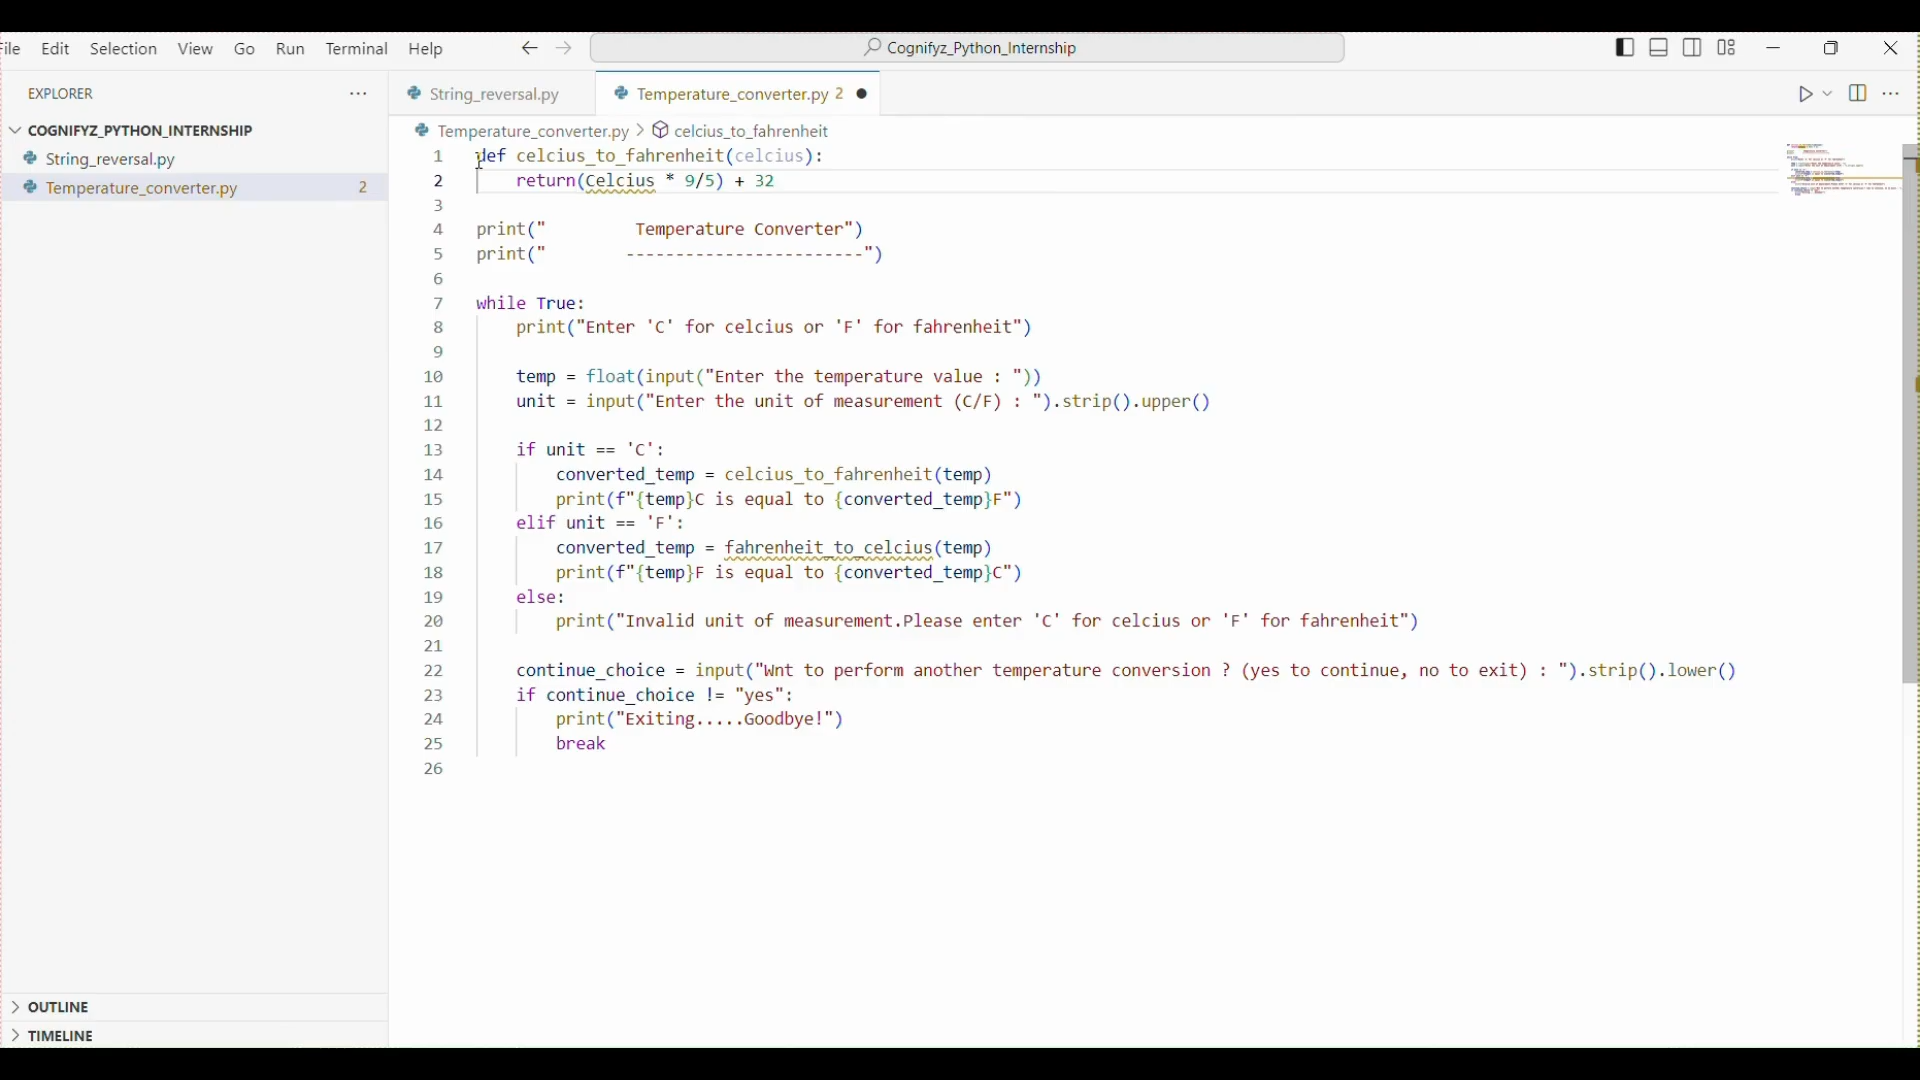 ile Edit Selection View Go Run Terminal Help Cognifyz_Python_Internship
EXPLORER
String_reversal.py Temperature_converter.py 2
COGNIFYZ_PYTHON_INTERNSHIP
String_reversal.py
Temperature_converter.py 2
Temperature_converter.py > celcius_to_fahrenheit
1 def celcius_to_fahrenheit(celcius):
2     return(Celcius * 9/5) + 32
3
4 print("         Temperature Converter")
5 print("        ------------------------")
6
7 while True:
8     print("Enter 'C' for celcius or 'F' for fahrenheit")
9
10     temp = float(input("Enter the temperature value : "))
11     unit = input("Enter the unit of measurement (C/F) : ").strip().upper()
12
13     if unit == 'C':
14         converted_temp = celcius_to_fahrenheit(temp)
15         print(f"{temp}C is equal to {converted_temp}F")
16     elif unit == 'F':
17         converted_temp = fahrenheit_to_celcius(temp)
18         print(f"{temp}F is equal to {converted_temp}C")
19     else:
20         print("Invalid unit of measurement.Please enter 'C' for celcius or 'F' for fahrenheit")
21
22     continue_choice = input("Wnt to perform another temperature conversion ? (yes to continue, no to exit) : ").strip().lower()
23     if continue_choice != "yes":
24         print("Exiting.....Goodbye!")
25         break
26
OUTLINE
TIMELINE